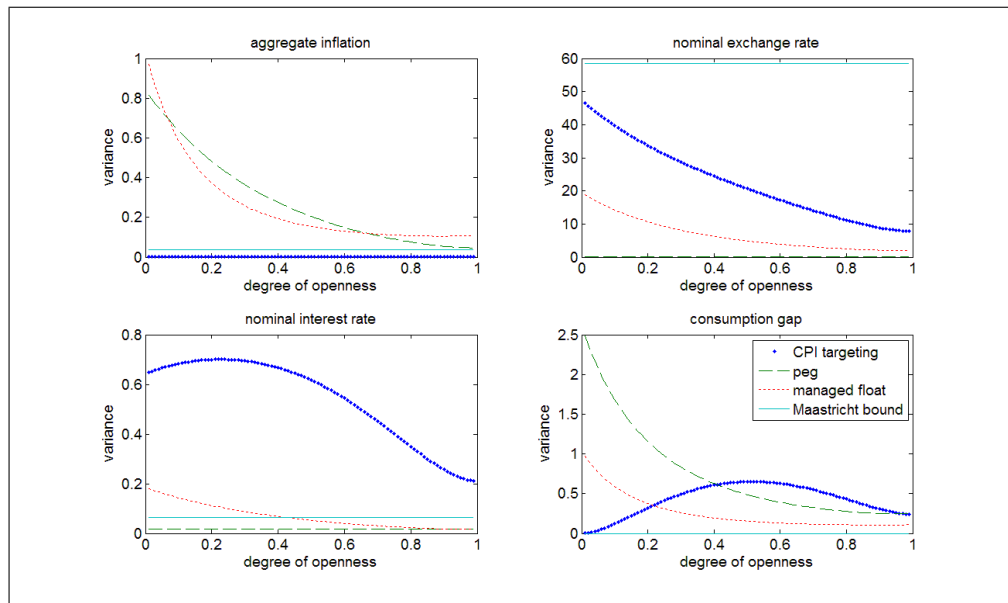 aggregate inflation
variance
1
0.8
0.6
0.4
0.2
0
0 0.2 0.4 0.6 0.8 1
degree of openness
nominal exchange rate
variance
60
50
40
30
20
10
0
0 0.2 0.4 0.6 0.8 1
degree of openness
nominal interest rate
variance
0.8
0.6
0.4
0.2
0
0 0.2 0.4 0.6 0.8 1
degree of openness
consumption gap
variance
2.5
2
1.5
1
0.5
0
0 0.2 0.4 0.6 0.8 1
degree of openness
CPI targeting
peg
managed float
Maastricht bound